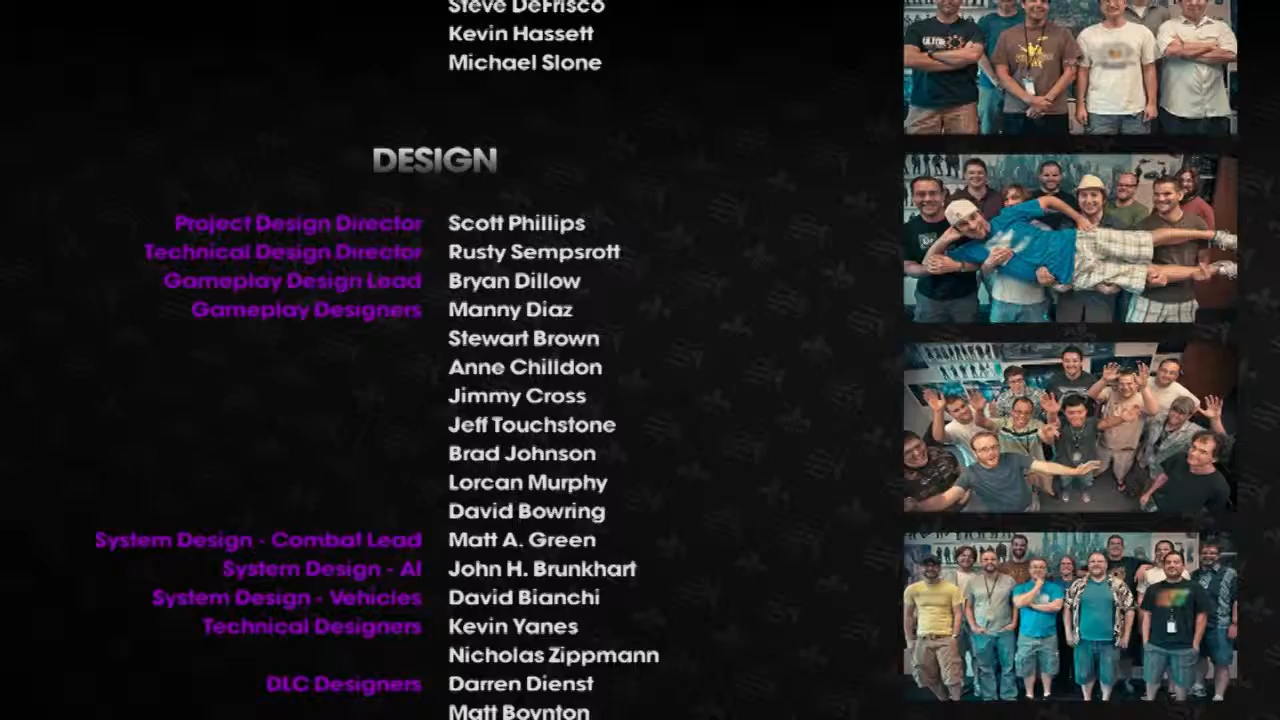 Steve DeFrisco
Kevin Hassett
Michael Slone
DESIGN
Project Design Director Scott Phillips
Technical Design Director Rusty Sempsrott
Gameplay Design Lead Bryan Dillow
Gameplay Designers Manny Diaz
Stewart Brown
Anne Chilldon
Jimmy Cross
Jeff Touchstone
Brad Johnson
Lorcan Murphy
David Bowring
System Design - Combat Lead Matt A. Green
System Design - AI John H. Brunkhart
System Design - Vehicles David Bianchi
Technical Designers Kevin Yanes
Nicholas Zippmann
DLC Designers Darren Dienst
Matt Boynton